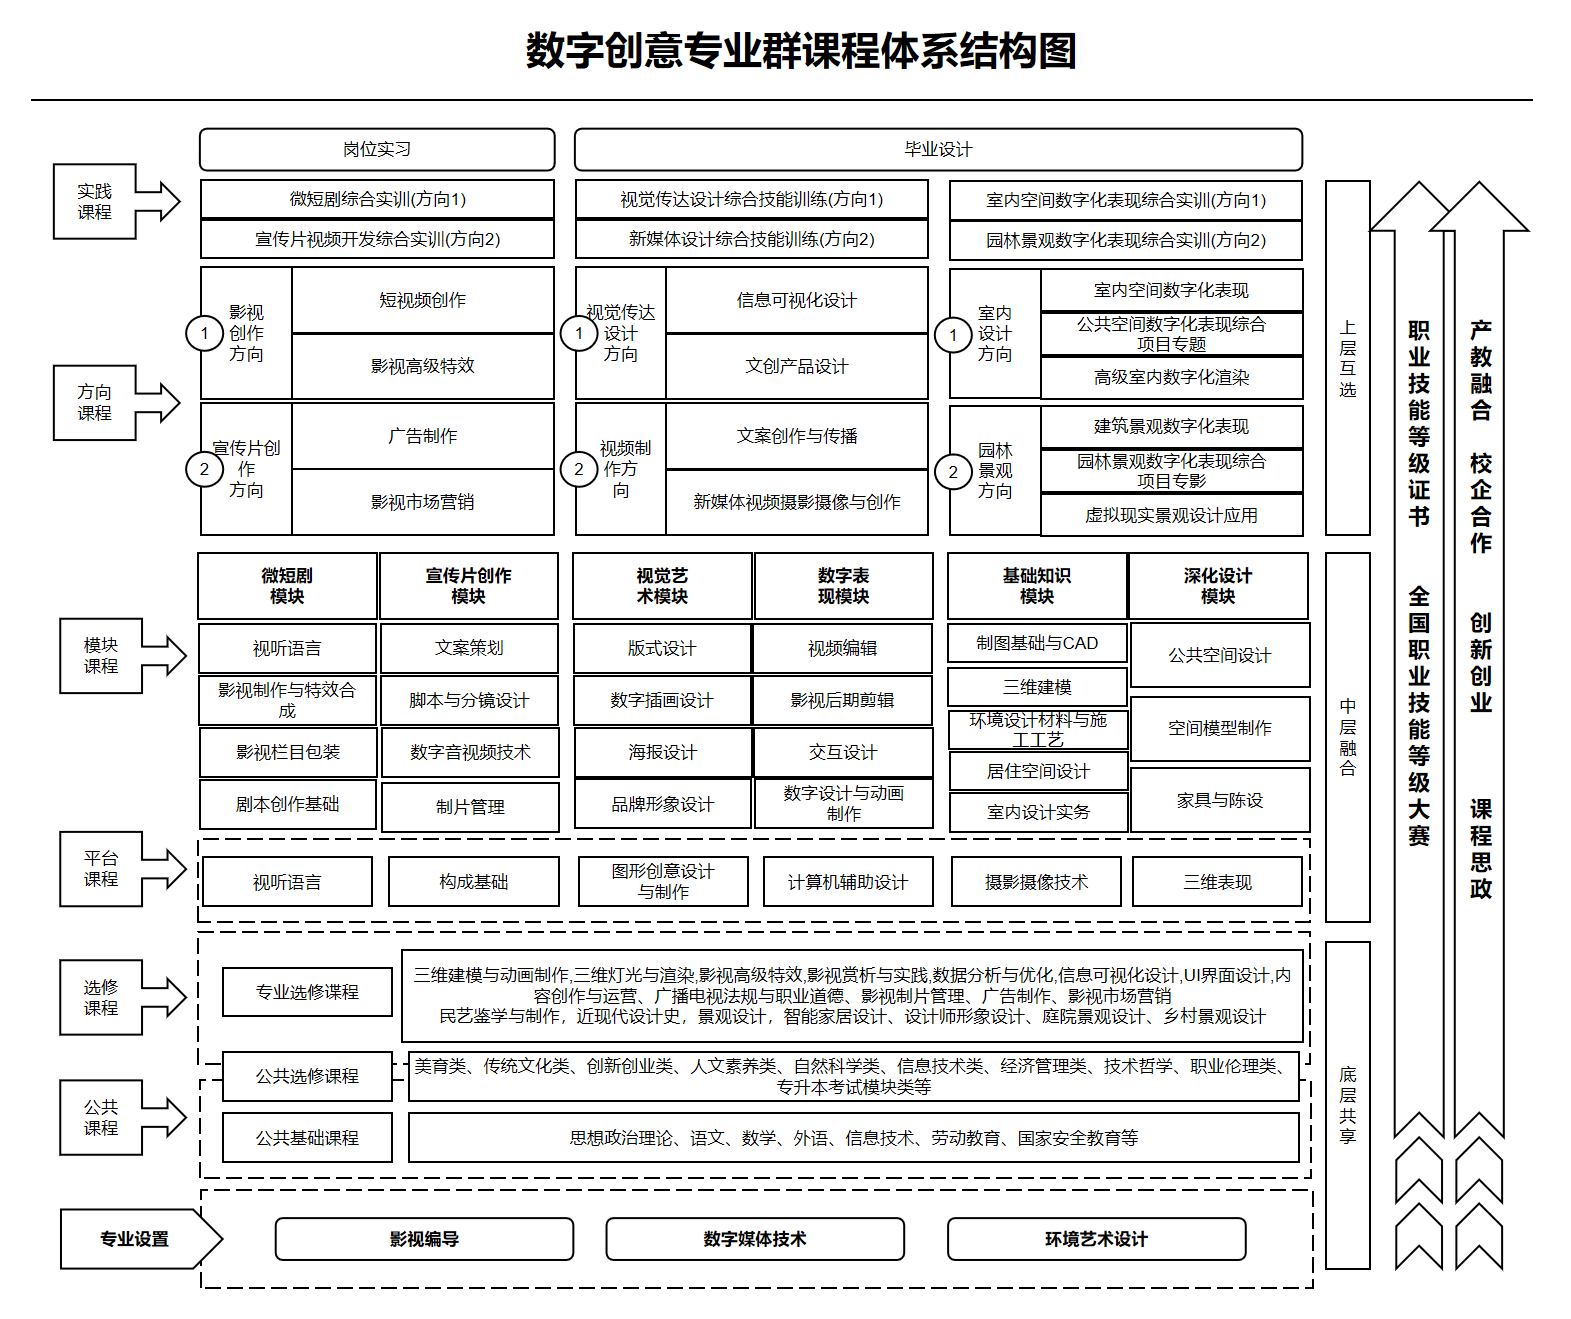 数字创意专业群课程体系结构图
岗位实习
毕业设计
实践
课程
微短剧综合实训(方向1)
宣传片视频开发综合实训(方向2)
视觉传达设计综合技能训练(方向1)
新媒体设计综合技能训练(方向2)
室内空间数字化表现综合实训(方向1)
园林景观数字化表现综合实训(方向2)
方向
课程
1
影视
创作
方向
短视频创作
影视高级特效
2
宣传片创
作
方向
广告制作
影视市场营销
1
视觉传达
设计
方向
信息可视化设计
文创产品设计
2
视频制
作方
向
文案创作与传播
新媒体视频摄影摄像与创作
1
室内
设计
方向
室内空间数字化表现
公共空间数字化表现综合
项目专题
高级室内数字化渲染
2
园林
景观
方向
建筑景观数字化表现
园林景观数字化表现综合
项目专影
虚拟现实景观设计应用
上层互选
模块
课程
微短剧
模块
视听语言
影视制作与特效合
成
影视栏目包装
剧本创作基础
宣传片创作
模块
文案策划
脚本与分镜设计
数字音视频技术
制片管理
视觉艺
术模块
版式设计
数字插画设计
海报设计
品牌形象设计
数字表
现模块
视频编辑
影视后期剪辑
交互设计
数字设计与动画
制作
基础知识
模块
制图基础与CAD
三维建模
环境设计材料与施
工工艺
居住空间设计
室内设计实务
深化设计
模块
公共空间设计
空间模型制作
家具与陈设
平台
课程
视听语言
构成基础
图形创意设计
与制作
计算机辅助设计
摄影摄像技术
三维表现
中层融合
选修
课程
专业选修课程
三维建模与动画制作,三维灯光与渲染,影视高级特效,影视赏析与实践,数据分析与优化,信息可视化设计,UI界面设计,内
容创作与运营、广播电视法规与职业道德、影视制片管理、广告制作、影视市场营销
民艺鉴学与制作，近现代设计史，景观设计，智能家居设计、设计师形象设计、庭院景观设计、乡村景观设计
公共选修课程
美育类、传统文化类、创新创业类、人文素养类、自然科学类、信息技术类、经济管理类、技术哲学、职业伦理类、
专升本考试模块类等
公共
课程
公共基础课程
思想政治理论、语文、数学、外语、信息技术、劳动教育、国家安全教育等
底层共享
专业设置
影视编导
数字媒体技术
环境艺术设计
职业技能等级证书 全国职业技能等级大赛
产教融合 校企合作 创新创业 课程思政